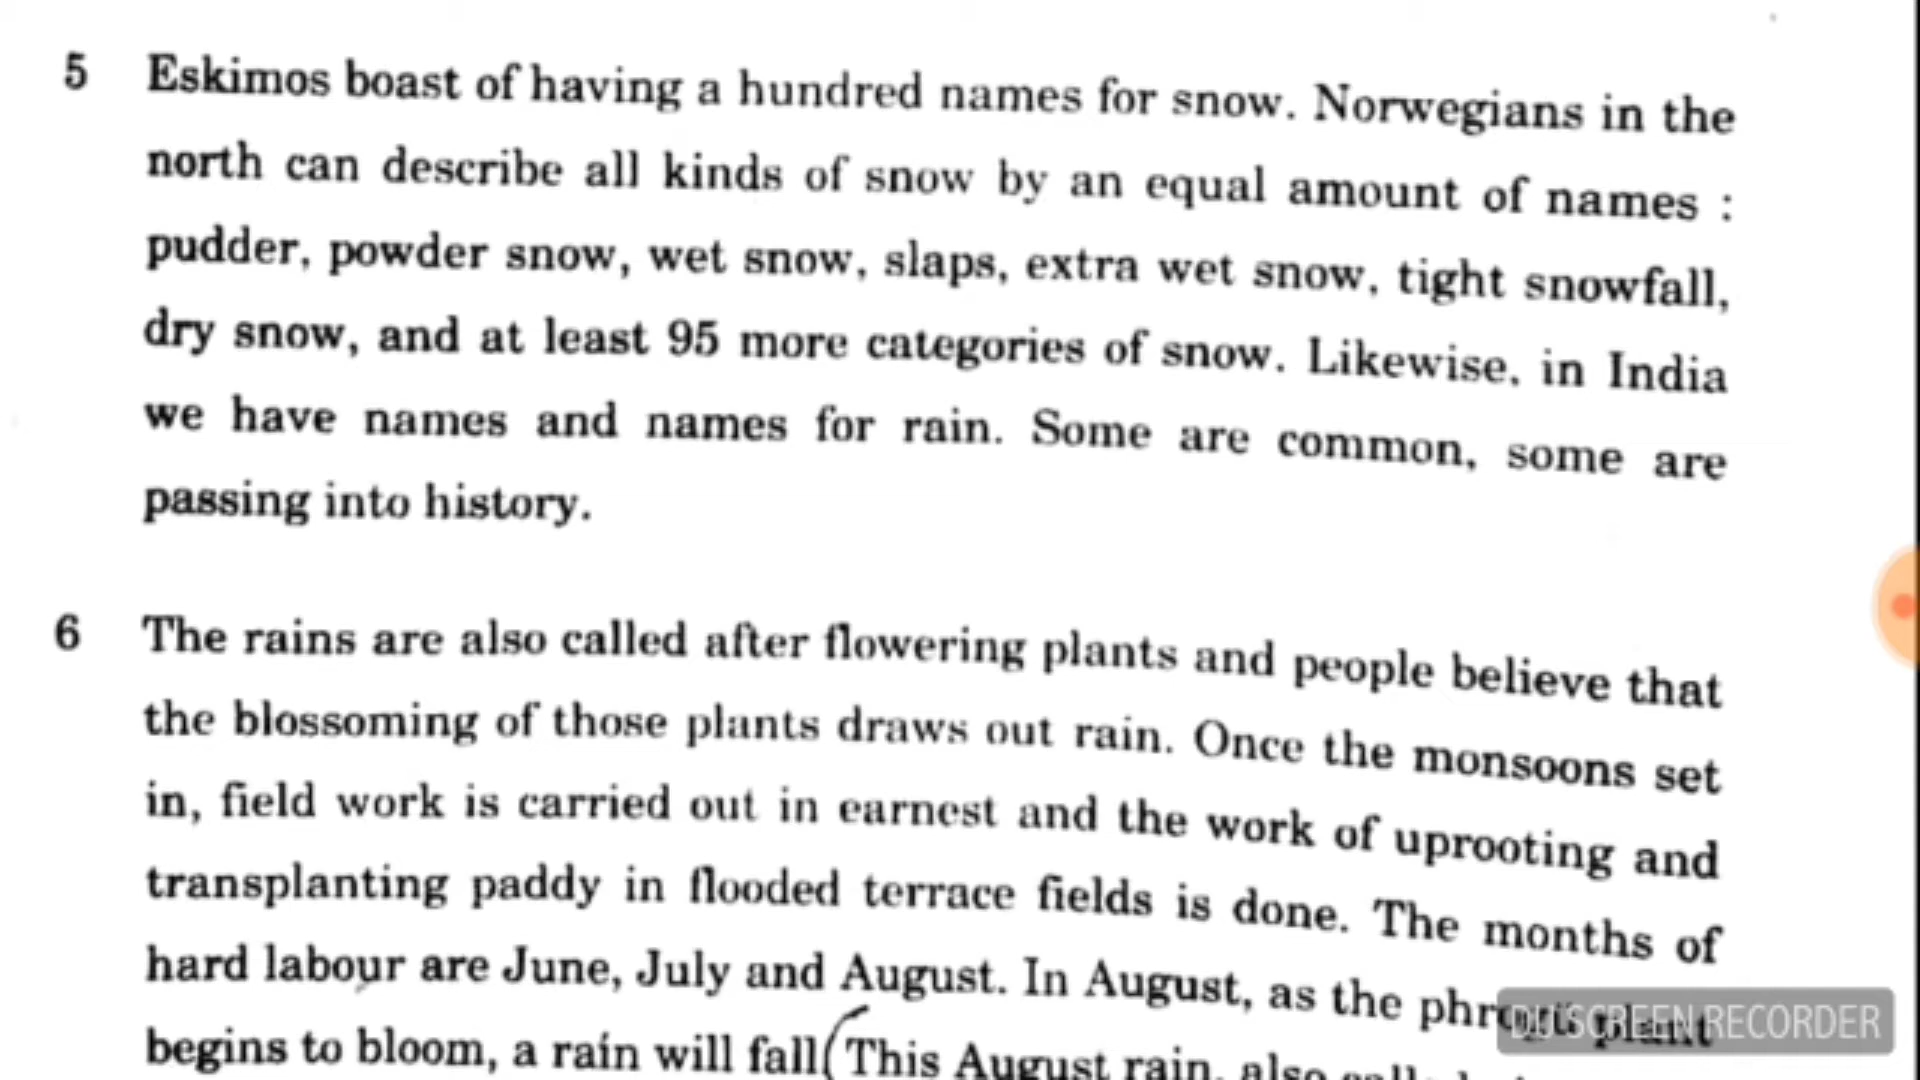 5 Eskimos boast of having a hundred names for snow. Norwegians in the
north can describe all kinds of snow by an equal amount of names :
pudder, powder snow, wet snow, slaps, extra wet snow, tight snowfall,
dry snow, and at least 95 more categories of snow. Likewise, in India
we have names and names for rain. Some are common, some are
passing into history.
6 The rains are also called after flowering plants and people believe that
the blossoming of those plants draws out rain. Once the monsoons set
in, field work is carried out in earnest and the work of uprooting and
transplanting paddy in flooded terrace fields is done. The months of
hard labour are June, July and August. In August, as the plant
DU SCREEN RECORDER
begins to bloom, a rain will fall. This August rain, also